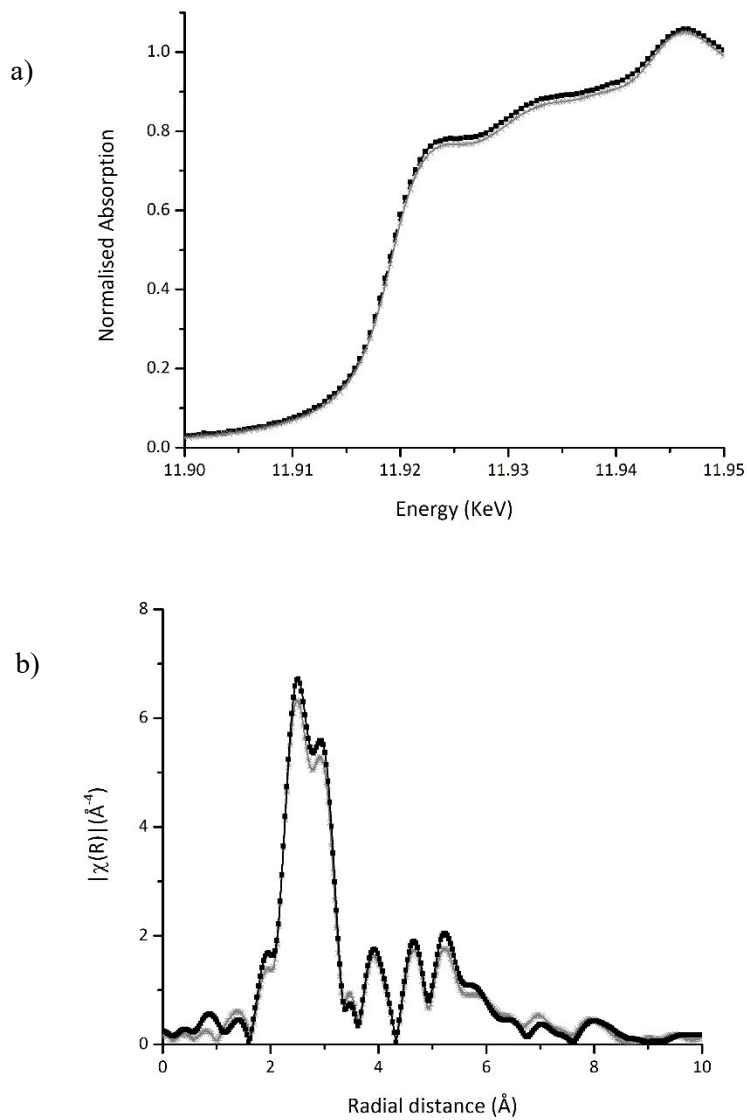 a)
1.0
0.8
0.6
0.4
0.2
0.0
Normalised Absorption
11.90 11.91 11.92 11.93 11.94 11.95
Energy (KeV)
b)
8
6
4
2
0
|χ(R)|(Å⁻⁴)
0 2 4 6 8 10
Radial distance (Å)